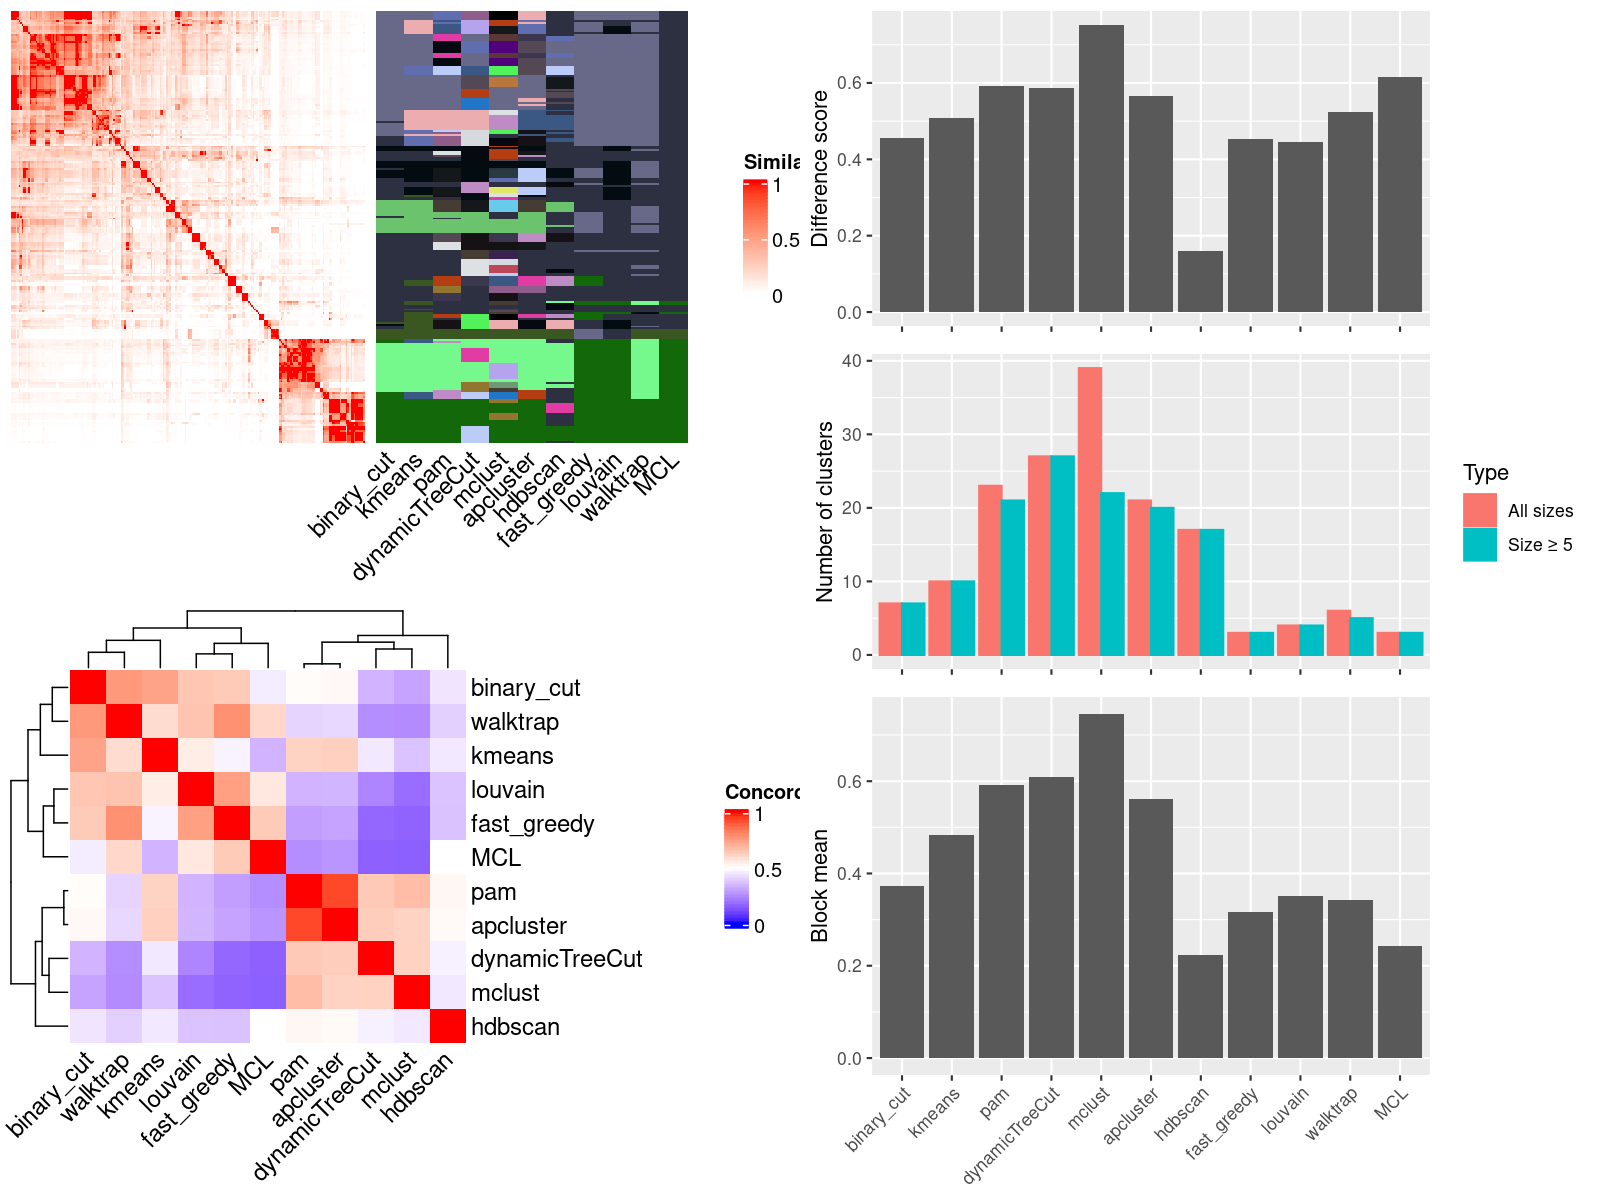 Simila
1
0.5
0
binary_cut
kmeans
pam
dynamicTreeCut
mclust
apcluster
hdbscan
fast_greedy
louvain
walktrap
MCL
Difference score
0.6
0.4
0.2
0.0
Number of clusters
40
30
20
10
0
Type
All sizes
Size ≥ 5
binary_cut
walktrap
kmeans
louvain
fast_greedy
MCL
pam
apcluster
dynamicTreeCut
mclust
hdbscan
binary_cut
walktrap
kmeans
louvain
fast_greedy
MCL
pam
apcluster
dynamicTreeCut
mclust
hdbscan
Concord
1
0.5
0
Block mean
0.6
0.4
0.2
0.0
binary_cut
kmeans
pam
dynamicTreeCut
mclust
apcluster
hdbscan
fast_greedy
louvain
walktrap
MCL